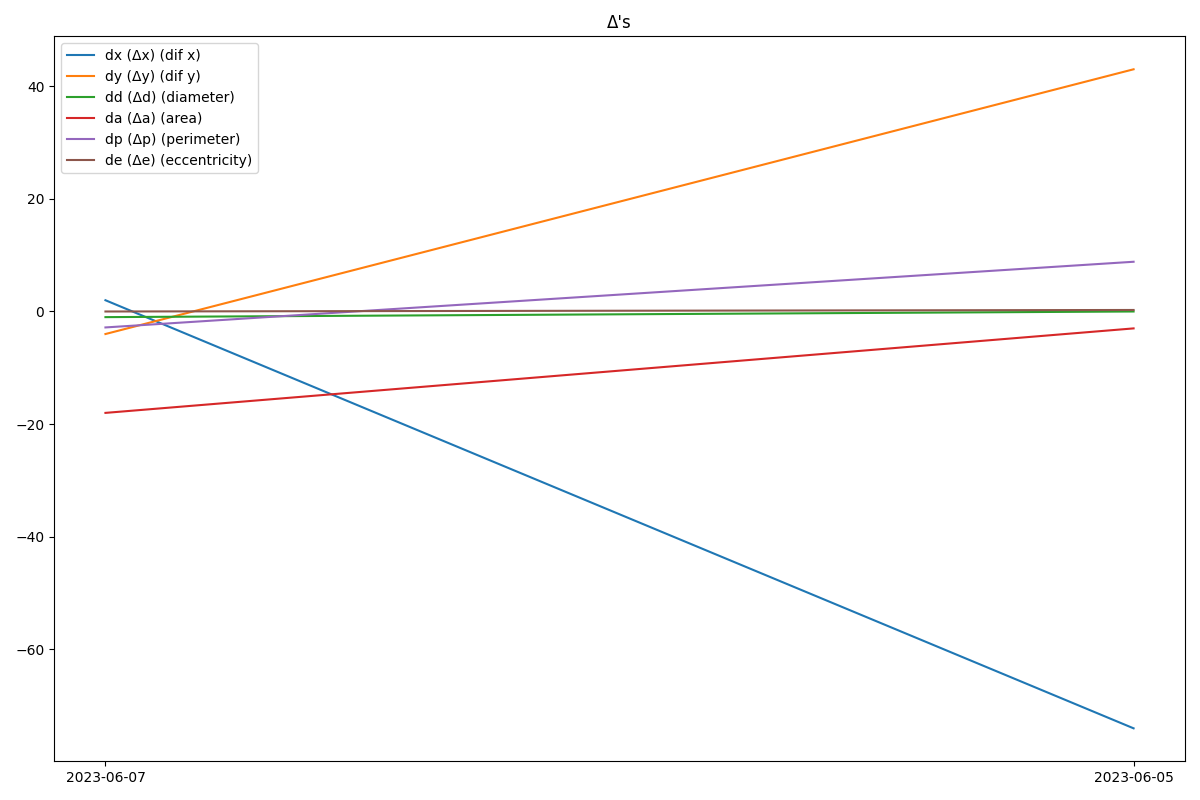 Δ's
dx (Δx) (dif x)
dy (Δy) (dif y)
dd (Δd) (diameter)
da (Δa) (area)
dp (Δp) (perimeter)
de (Δe) (eccentricity)
40
20
0
−20
−40
−60
2023-06-07 2023-06-05